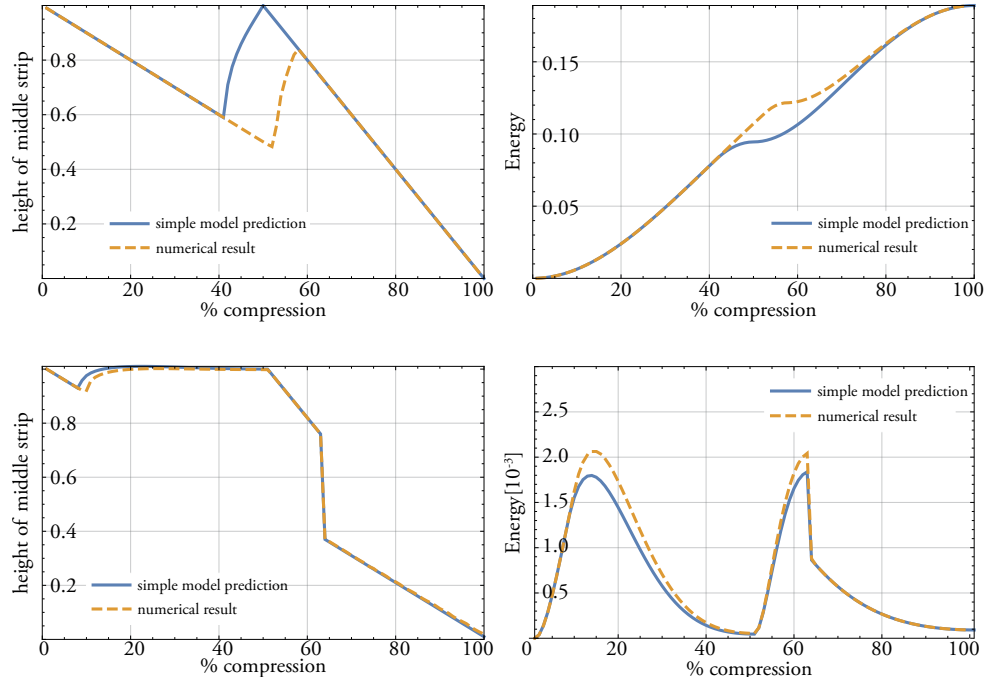 height of middle strip
0.8
0.6
0.4
0.2
simple model prediction
numerical result
0 20 40 60 80 100
% compression
Energy
0.15
0.10
0.05
simple model prediction
numerical result
0 20 40 60 80 100
% compression
height of middle strip
0.8
0.6
0.4
0.2
simple model prediction
numerical result
0 20 40 60 80 100
% compression
Energy[10⁻³]
2.5
2.0
1.5
1.0
0.5
simple model prediction
numerical result
0 20 40 60 80 100
% compression